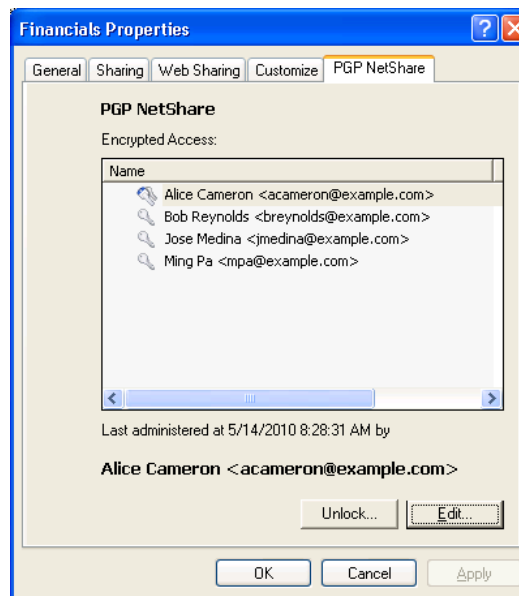 Financials Properties
General Sharing Web Sharing Customize PGP NetShare
PGP NetShare
Encrypted Access:
Name
Alice Cameron <acameron@example.com>
Bob Reynolds <breynolds@example.com>
Jose Medina <jmedina@example.com>
Ming Pa <mpa@example.com>
Last administered at 5/14/2010 8:28:31 AM by
Alice Cameron <acameron@example.com>
Unlock... Edit...
OK Cancel Apply